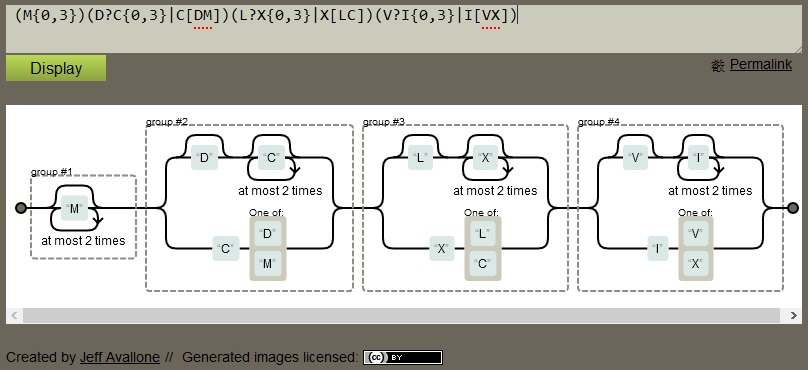 (M{0,3})(D?C{0,3}|C[DM])(L?X{0,3}|X[LC])(V?I{0,3}|I[VX])
Display
Permalink
group #1
“M”
at most 2 times
group #2
“D” “C”
at most 2 times
“C”
One of:
“D”
“M”
group #3
“L” “X”
at most 2 times
“X”
One of:
“L”
“C”
group #4
“V” “I”
at most 2 times
“I”
One of:
“V”
“X”
Created by Jeff Avallone // Generated images licensed: (cc) BY